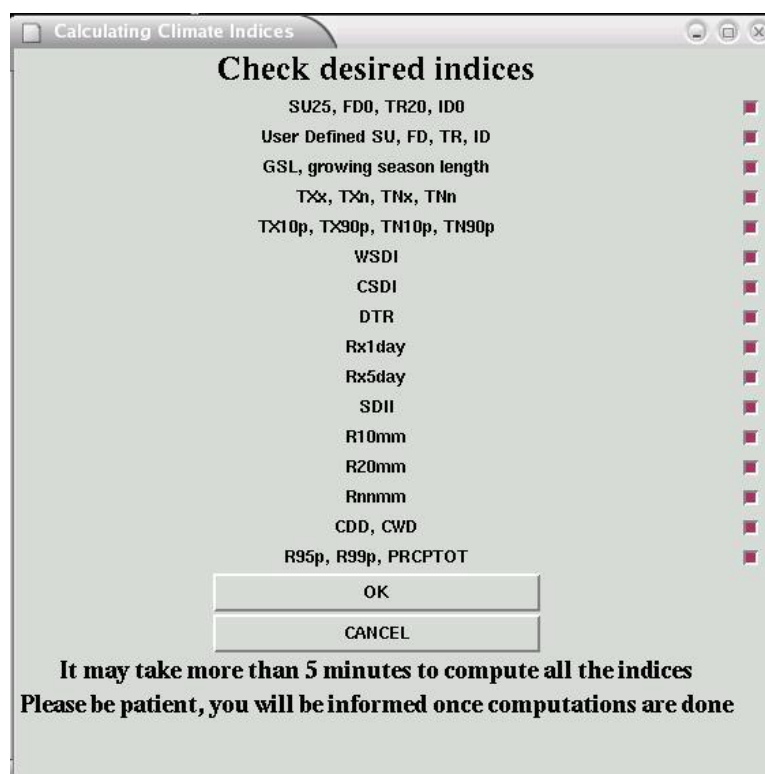 Calculating Climate Indices
Check desired indices
SU25, FD0, TR20, ID0
User Defined SU, FD, TR, ID
GSL, growing season length
TXx, TXn, TNx, TNn
TX10p, TX90p, TN10p, TN90p
WSDI
CSDI
DTR
Rx1day
Rx5day
SDII
R10mm
R20mm
Rnnmm
CDD, CWD
R95p, R99p, PRCPTOT
OK
CANCEL
It may take more than 5 minutes to compute all the indices
Please be patient, you will be informed once computations are done